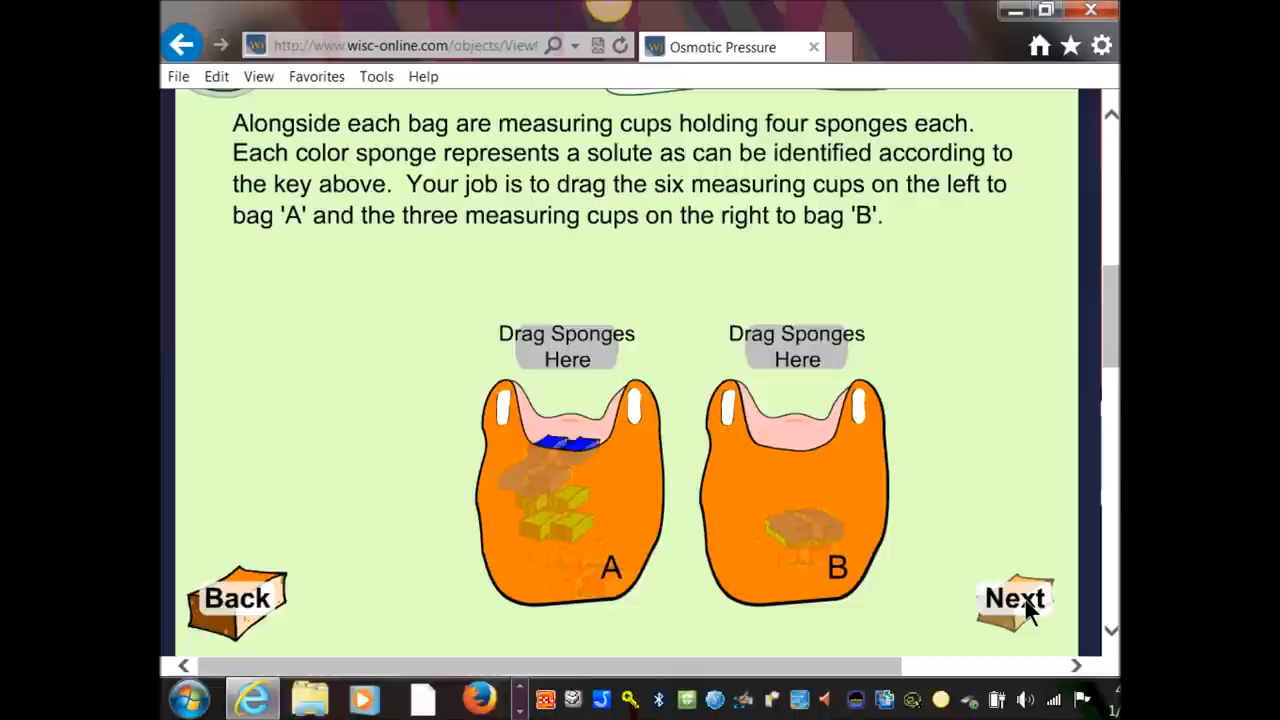 http://www.wisc-online.com/objects/View
Osmotic Pressure
File Edit View Favorites Tools Help
Alongside each bag are measuring cups holding four sponges each.
Each color sponge represents a solute as can be identified according to
the key above. Your job is to drag the six measuring cups on the left to
bag 'A' and the three measuring cups on the right to bag 'B'.
Drag Sponges
Here
Drag Sponges
Here
A
B
Back
Next